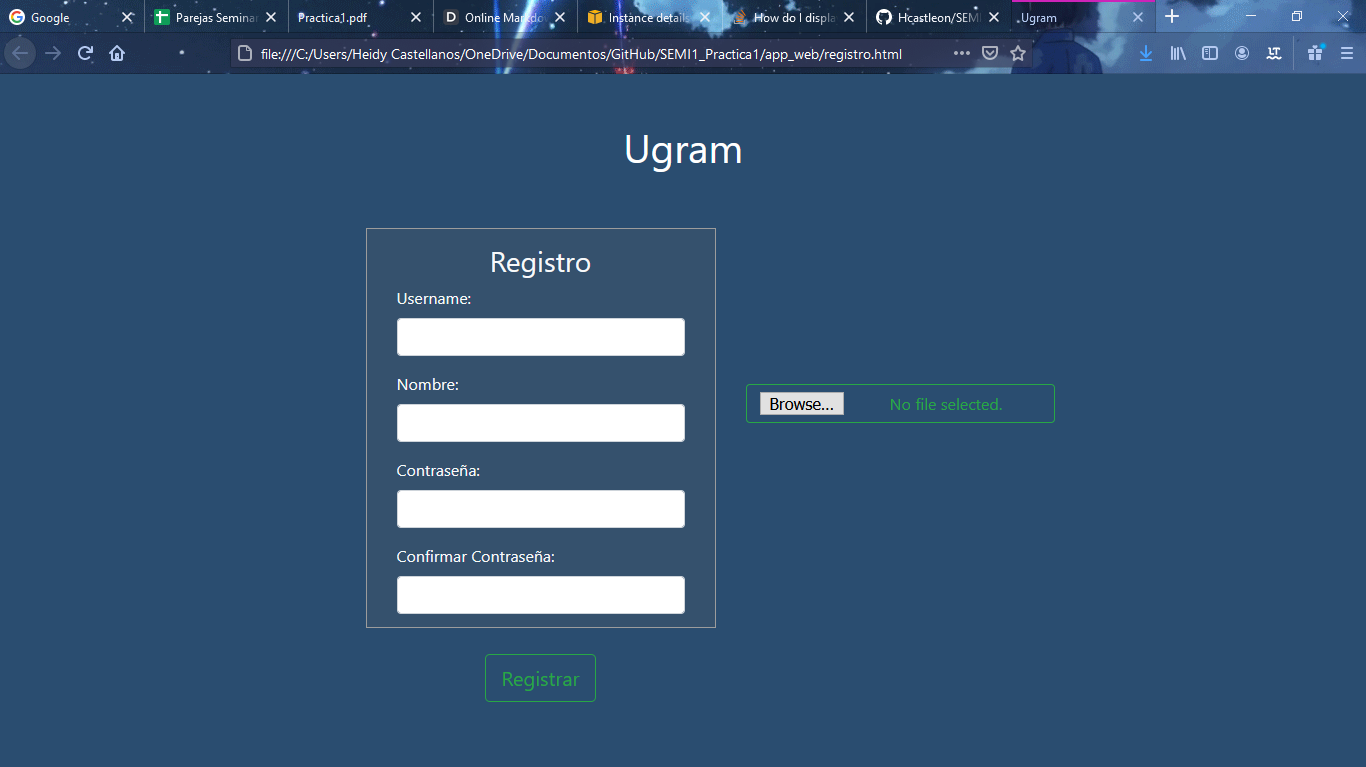 Google
Parejas Seminar
Practica1.pdf
Online Markdo
Instance details
How do I displa
Hcastleon/SEMI
Ugram
file:///C:/Users/Heidy Castellanos/OneDrive/Documentos/GitHub/SEMI1_Practica1/app_web/registro.html
Ugram
Registro
Username:
Nombre:
Browse... No file selected.
Contraseña:
Confirmar Contraseña:
Registrar